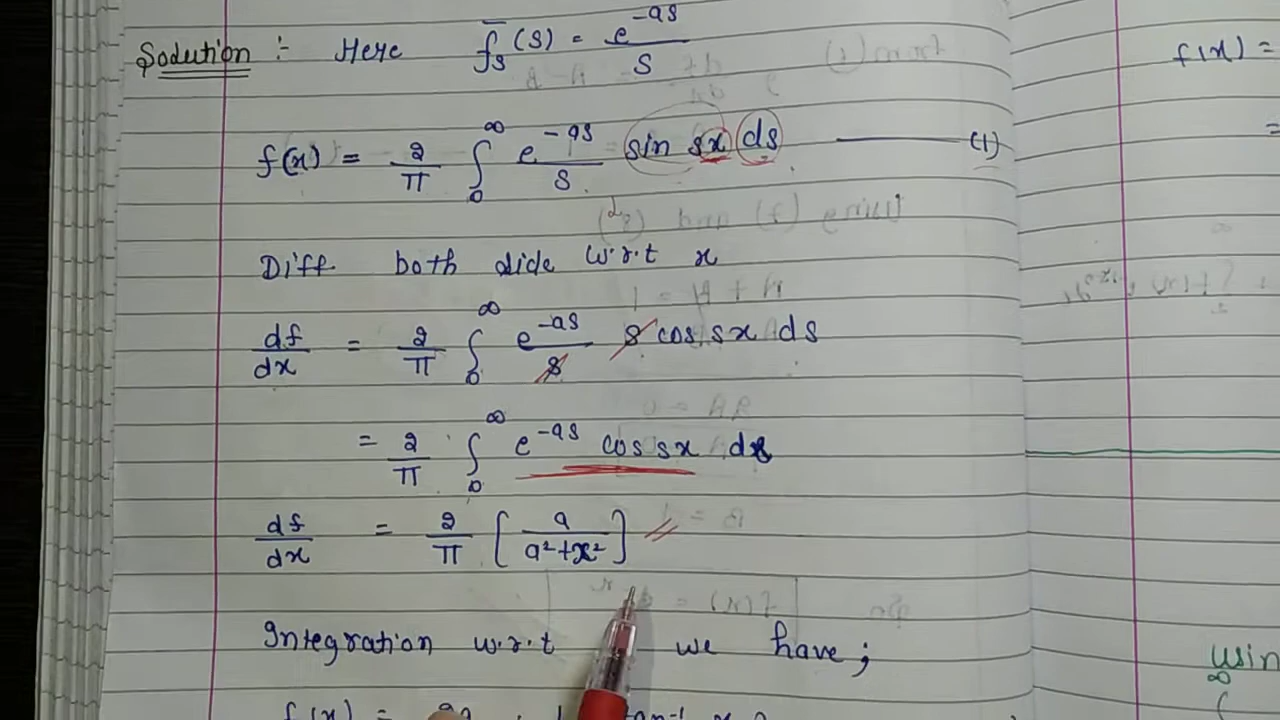 Solution :- Here f̄s(s) = e^-as / s
f(x) = 2/π ∫0^∞ e^-as / s sin sx ds ——— (1)
Diff both side w.r.t x
df/dx = 2/π ∫0^∞ e^-as / s s cos sx ds
= 2/π ∫0^∞ e^-as cos sx ds
df/dx = 2/π [ a / a²+x² ]
Integration w.r.t we have;
f(x) =
f(x) =
=
usin
∞
∫